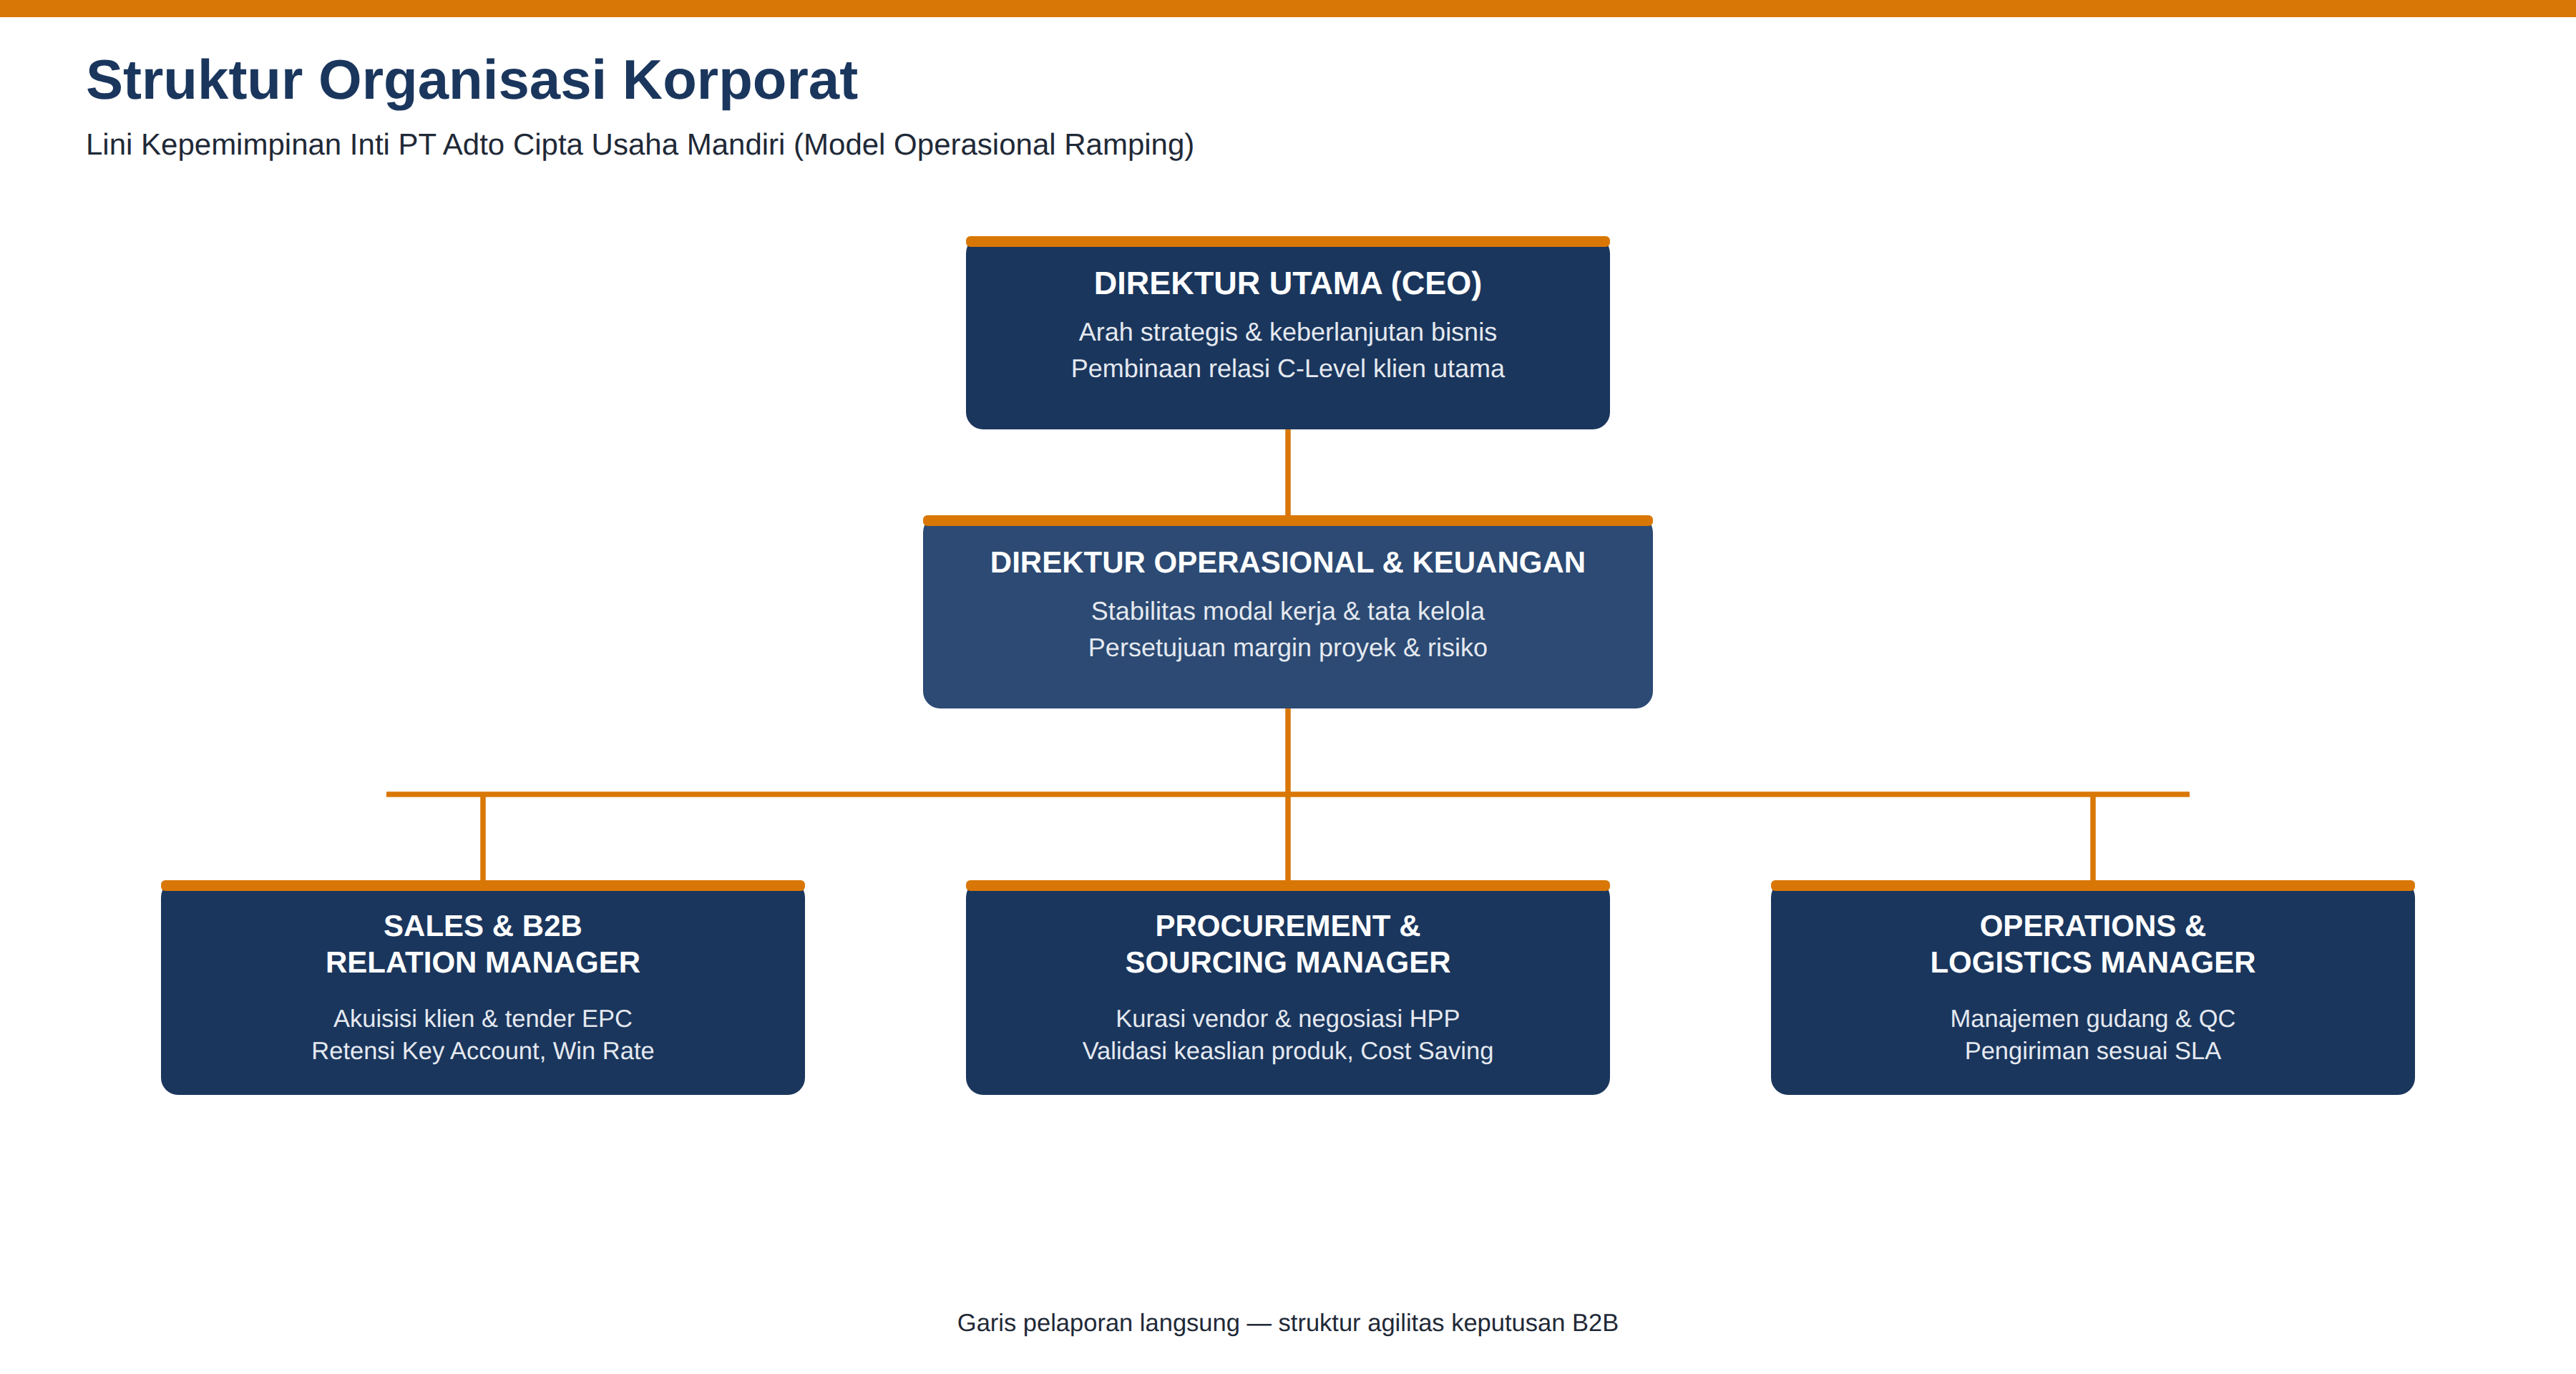 Struktur Organisasi Korporat
Lini Kepemimpinan Inti PT Adto Cipta Usaha Mandiri (Model Operasional Ramping)
DIREKTUR UTAMA (CEO)
Arah strategis & keberlanjutan bisnis
Pembinaan relasi C-Level klien utama
DIREKTUR OPERASIONAL & KEUANGAN
Stabilitas modal kerja & tata kelola
Persetujuan margin proyek & risiko
SALES & B2B
RELATION MANAGER
Akuisisi klien & tender EPC
Retensi Key Account, Win Rate
PROCUREMENT &
SOURCING MANAGER
Kurasi vendor & negosiasi HPP
Validasi keaslian produk, Cost Saving
OPERATIONS &
LOGISTICS MANAGER
Manajemen gudang & QC
Pengiriman sesuai SLA
Garis pelaporan langsung — struktur agilitas keputusan B2B